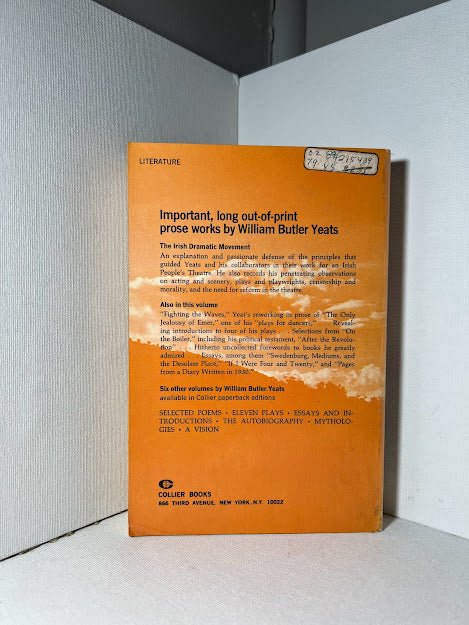 LITERATURE
Important, long out-of-print
prose works by William Butler Yeats
The Irish Dramatic Movement
An explanation and passionate defense of the principles that
guided Yeats and his collaborators in their work for an Irish
People's Theatre. He also records his penetrating observations
on acting and scenery, plays and playwrights, censorship and
morality, and the need for reform in the theatre.
Also in this volume
"Fighting the Waves," Yeat's reworking in prose of "The Only
Jealousy of Emer," one of his "plays for dancers," . . . Reveal-
ing introductions to four of his plays . . . Selections from "On
the Boiler," including his political testament, "After the Revolu-
tion" . . . Hitherto uncollected forewords to books he greatly
admired . . . Essays, among them "Swedenburg, Mediums, and
the Desolate Place," "If I Were Four and Twenty," and "Pages
from a Diary Written in 1930."
Six other volumes by William Butler Yeats
available in Collier paperback editions
SELECTED POEMS • ELEVEN PLAYS • ESSAYS AND IN-
TRODUCTIONS • THE AUTOBIOGRAPHY • MYTHOLO-
GIES • A VISION
COLLIER BOOKS
866 THIRD AVENUE, NEW YORK, N.Y. 10022